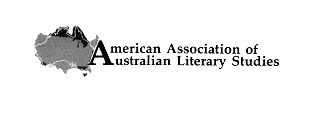 American Association of
Australian Literary Studies